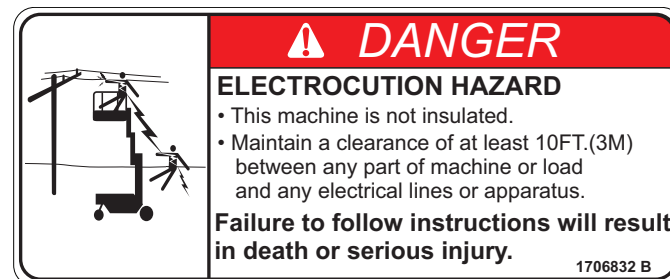 DANGER
ELECTROCUTION HAZARD
• This machine is not insulated.
• Maintain a clearance of at least 10FT.(3M)
between any part of machine or load
and any electrical lines or apparatus.
Failure to follow instructions will result
in death or serious injury.
1706832 B